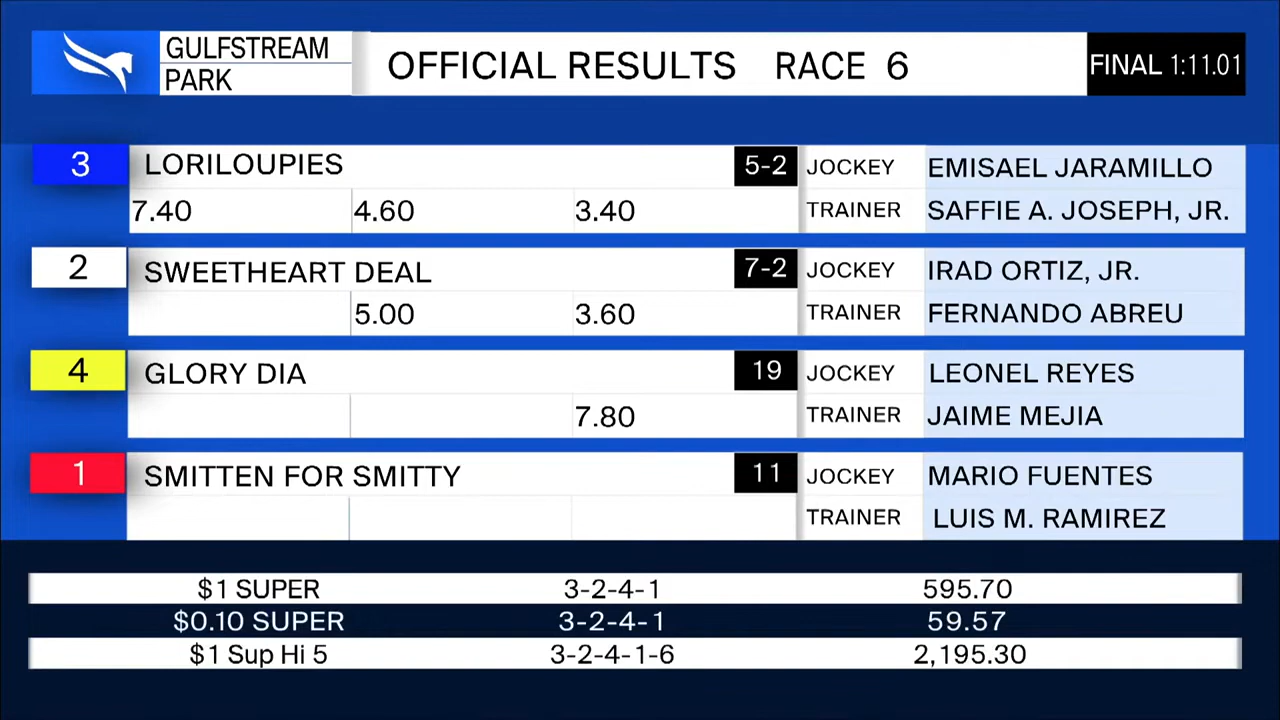 GULFSTREAM PARK OFFICIAL RESULTS RACE 6 FINAL 1:11.01
3 LORILOUPIES 5-2 JOCKEY EMISAEL JARAMILLO
7.40 4.60 3.40 TRAINER SAFFIE A. JOSEPH, JR.
2 SWEETHEART DEAL 7-2 JOCKEY IRAD ORTIZ, JR.
5.00 3.60 TRAINER FERNANDO ABREU
4 GLORY DIA 19 JOCKEY LEONEL REYES
7.80 TRAINER JAIME MEJIA
1 SMITTEN FOR SMITTY 11 JOCKEY MARIO FUENTES
TRAINER LUIS M. RAMIREZ
$1 SUPER 3-2-4-1 595.70
$0.10 SUPER 3-2-4-1 59.57
$1 Sup Hi 5 3-2-4-1-6 2,195.30